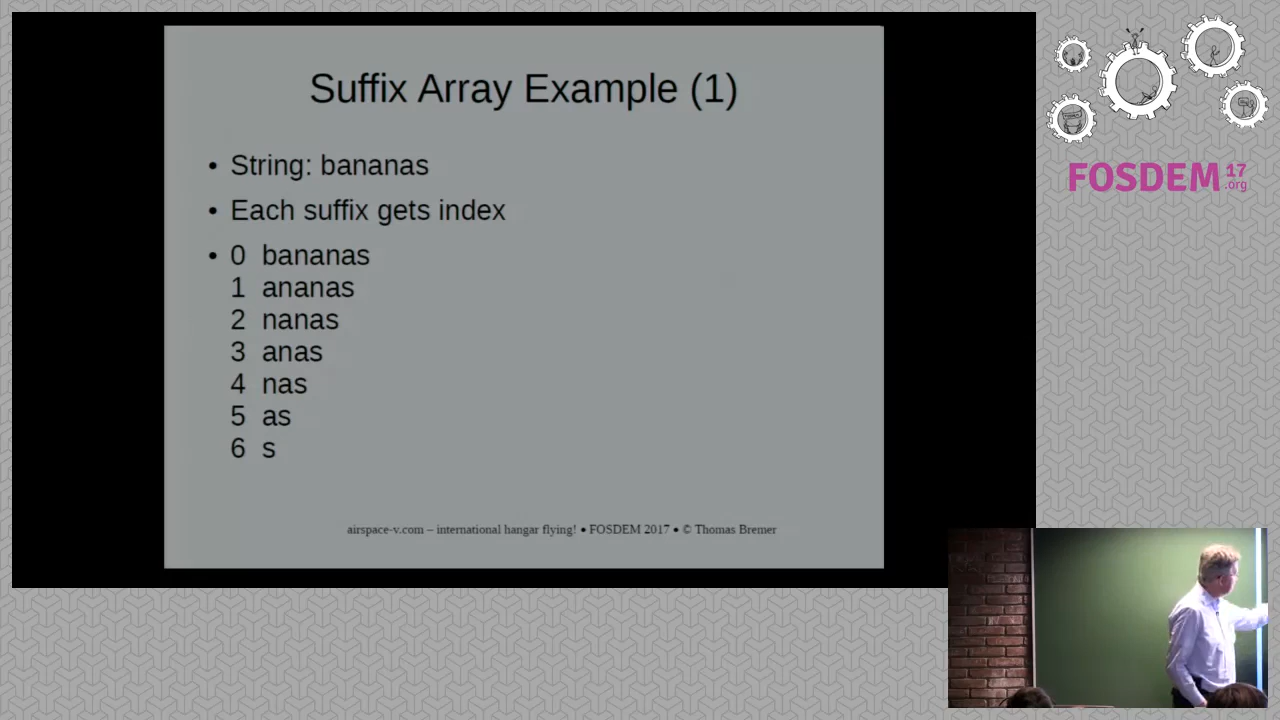 Suffix Array Example (1)
• String: bananas
• Each suffix gets index
• 0 bananas
1 ananas
2 nanas
3 anas
4 nas
5 as
6 s
airspace-v.com – international hangar flying! • FOSDEM 2017 • © Thomas Bremer
FOSDEM 17
.org